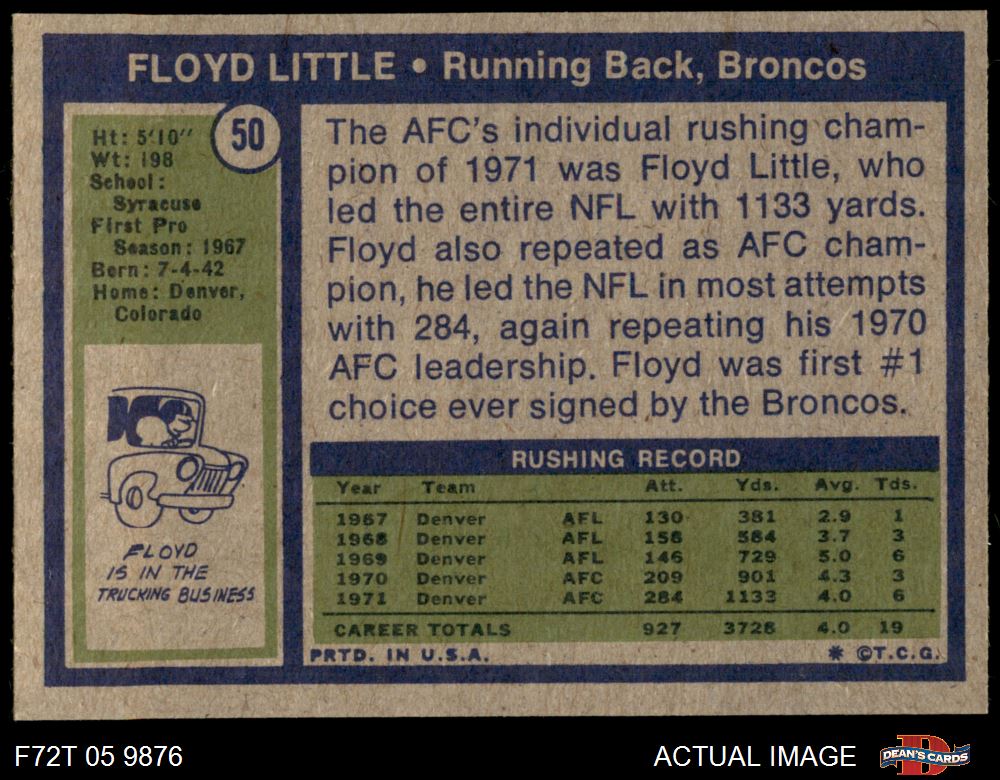 FLOYD LITTLE • Running Back, Broncos
50
Ht: 5'10"
Wt: 198
School:
Syracuse
First Pro
Season: 1967
Born: 7-4-42
Home: Denver,
Colorado
FLOYD
IS IN THE
TRUCKING BUSINESS
The AFC's individual rushing cham-
pion of 1971 was Floyd Little, who
led the entire NFL with 1133 yards.
Floyd also repeated as AFC cham-
pion, he led the NFL in most attempts
with 284, again repeating his 1970
AFC leadership. Floyd was first #1
choice ever signed by the Broncos.
RUSHING RECORD
Year Team Att. Yds. Avg. Tds.
1967 Denver AFL 130 381 2.9 1
1968 Denver AFL 158 584 3.7 3
1969 Denver AFL 146 729 5.0 6
1970 Denver AFC 209 901 4.3 3
1971 Denver AFC 284 1133 4.0 6
CAREER TOTALS 927 3728 4.0 19
PRTD. IN U.S.A. * ©T.C.G.
F72T 05 9876 ACTUAL IMAGE DEAN'S CARDS